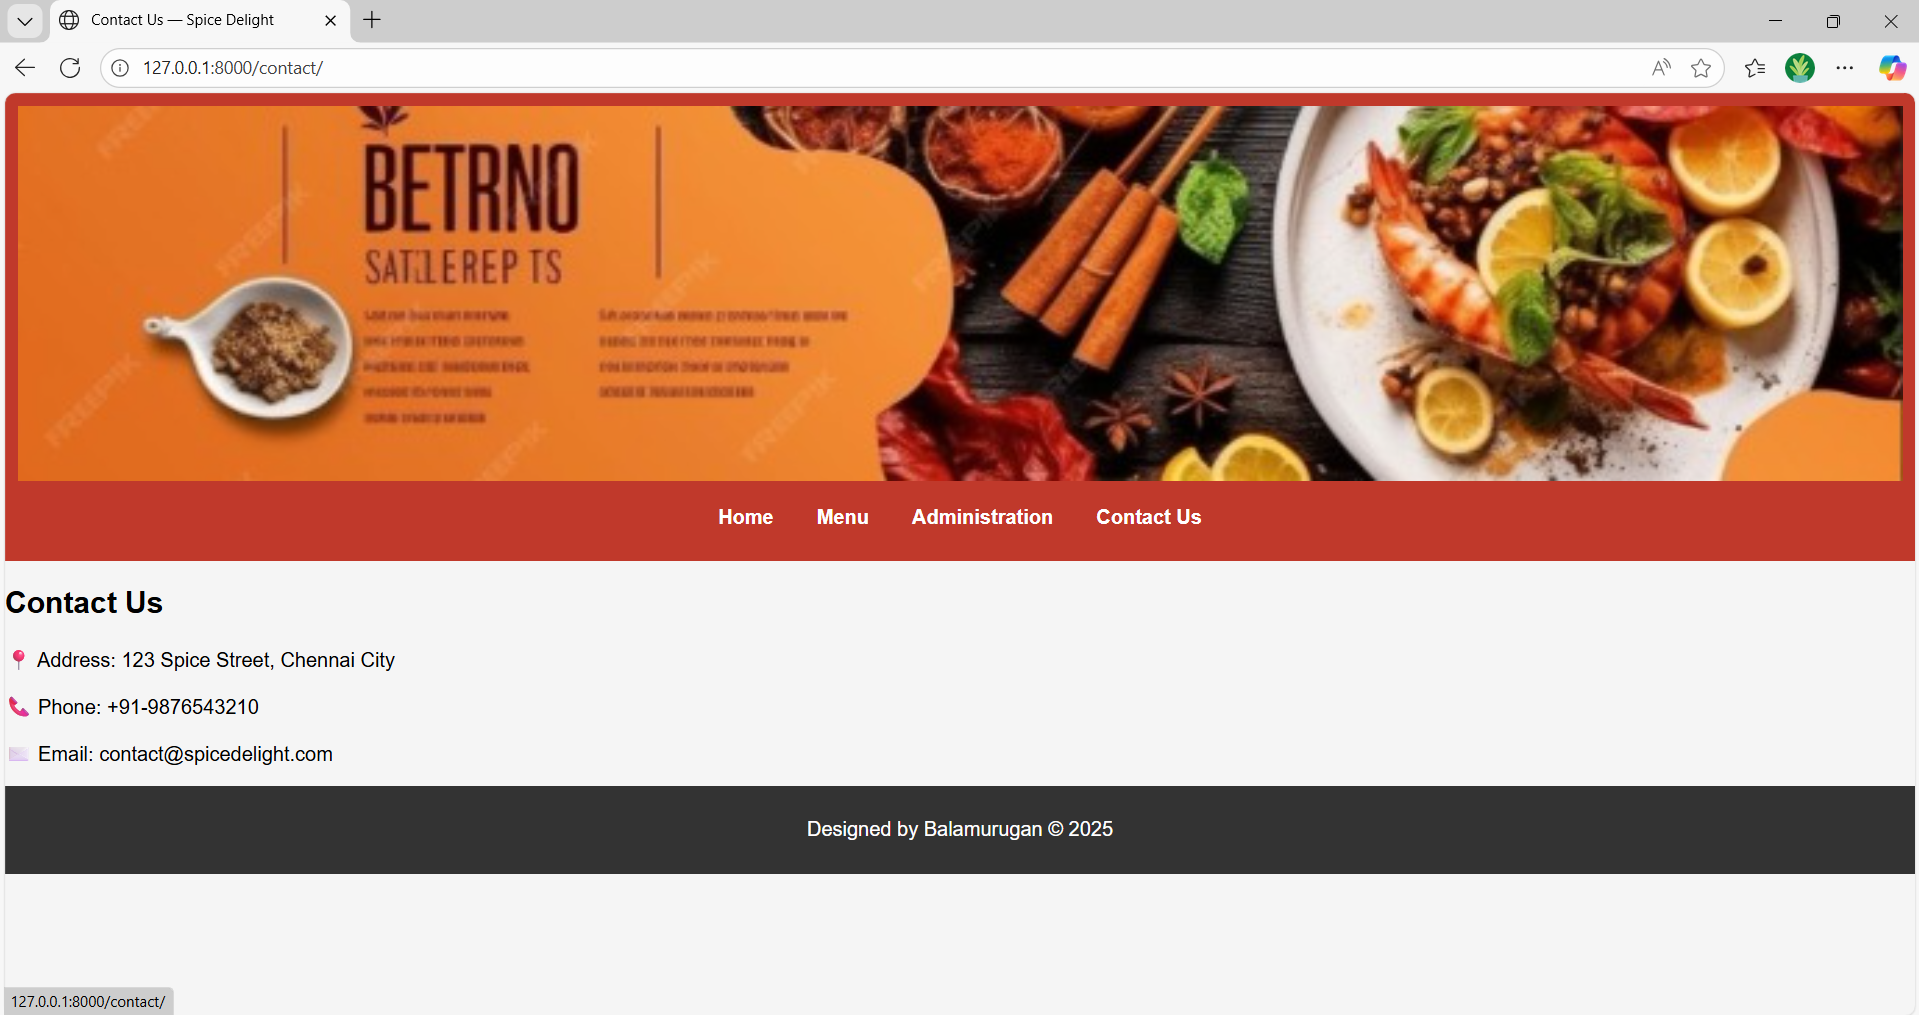 Contact Us — Spice Delight
127.0.0.1:8000/contact/
BETRNO
SATLEREP TS
FREEPIK
Home Menu Administration Contact Us
Contact Us
📍 Address: 123 Spice Street, Chennai City
📞 Phone: +91-9876543210
✉️ Email: contact@spicedelight.com
Designed by Balamurugan © 2025
127.0.0.1:8000/contact/